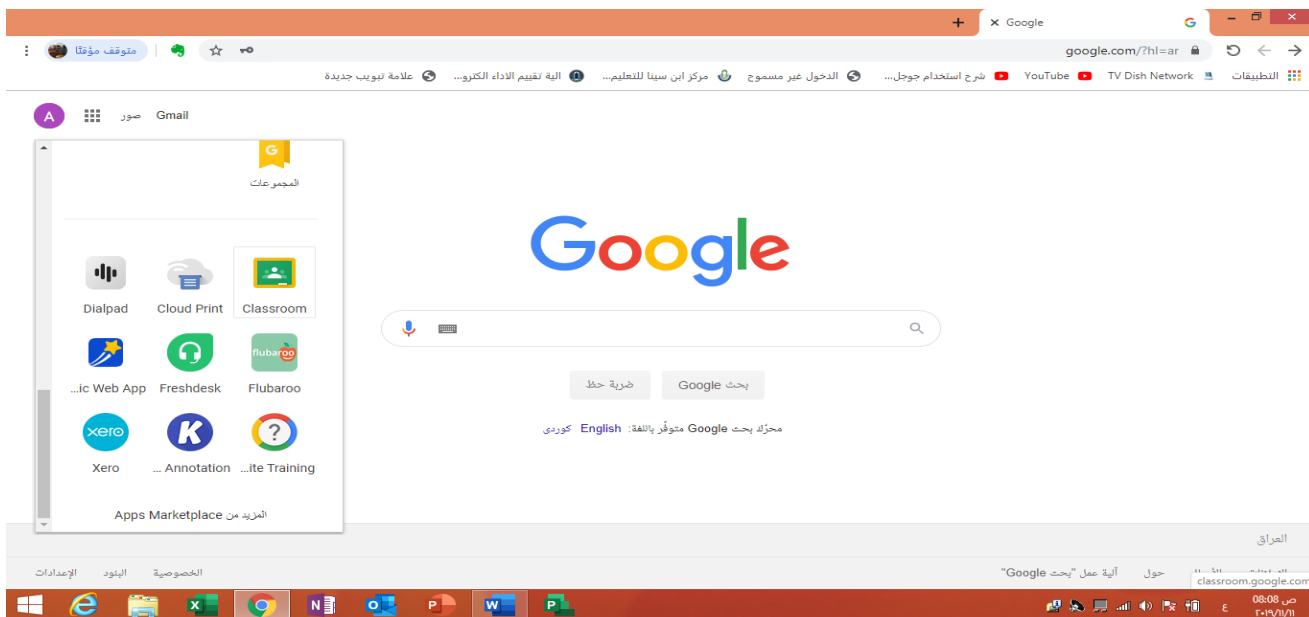 Google
google.com/?hl=ar
متوقف مؤقتًا
التطبيقات
TV Dish Network
YouTube
شرح استخدام جوجل...
الدخول غير مسموح
مركز ابن سينا للتعليم...
الية تقييم الاداء الكترو...
علامة تبويب جديدة
Gmail
صور
A
المجموعات
Classroom
Cloud Print
Dialpad
Flubaroo
flubaroo
Freshdesk
...ic Web App
...ite Training
... Annotation
Xero
xero
المزيد من Apps Marketplace
Google
بحث Google
ضربة حظ
محرّك بحث Google متوفّر باللغة: English كوردی
العراق
حول
آلية عمل "بحث Google"
الخصوصية
البنود
الإعدادات
classroom.google.com
ع
08:08 ص
٢٠١٩/١١/١١